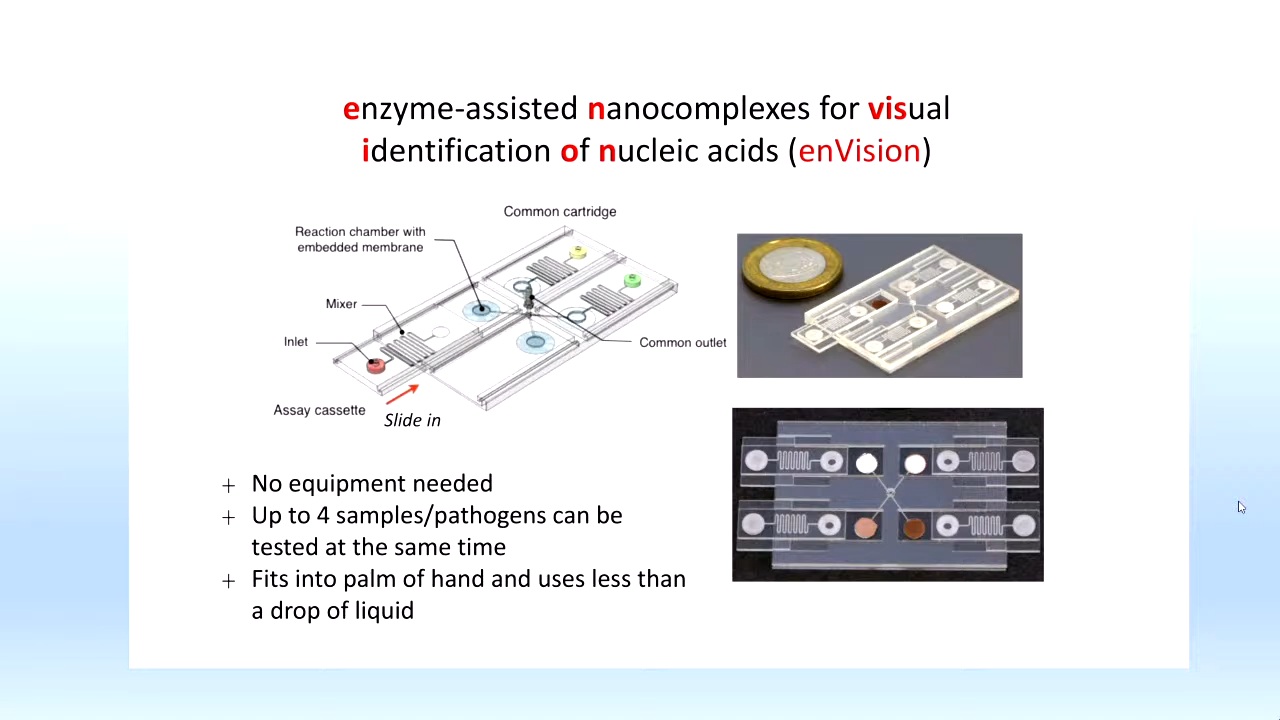 enzyme-assisted nanocomplexes for visual
identification of nucleic acids (enVision)
Common cartridge
Reaction chamber with
embedded membrane
Mixer
Inlet
Common outlet
Assay cassette
Slide in
+ No equipment needed
+ Up to 4 samples/pathogens can be
tested at the same time
+ Fits into palm of hand and uses less than
a drop of liquid